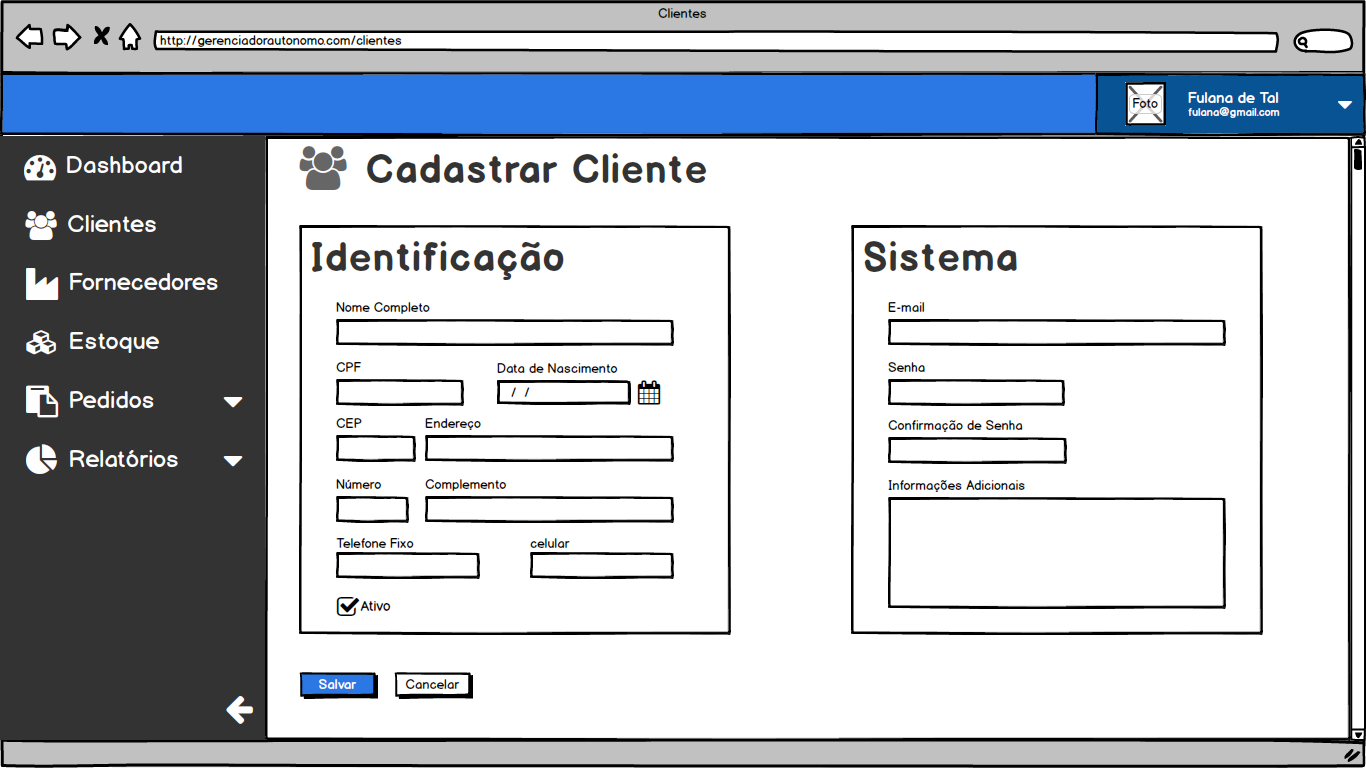 Clientes
http://gerenciadorautonomo.com/clientes
Foto
Fulana de Tal
fulana@gmail.com
Dashboard
Clientes
Fornecedores
Estoque
Pedidos
Relatórios
Cadastrar Cliente
Identificação
Nome Completo
CPF
Data de Nascimento
/ /
CEP
Endereço
Número
Complemento
Telefone Fixo
celular
Ativo
Sistema
E-mail
Senha
Confirmação de Senha
Informações Adicionais
Salvar
Cancelar